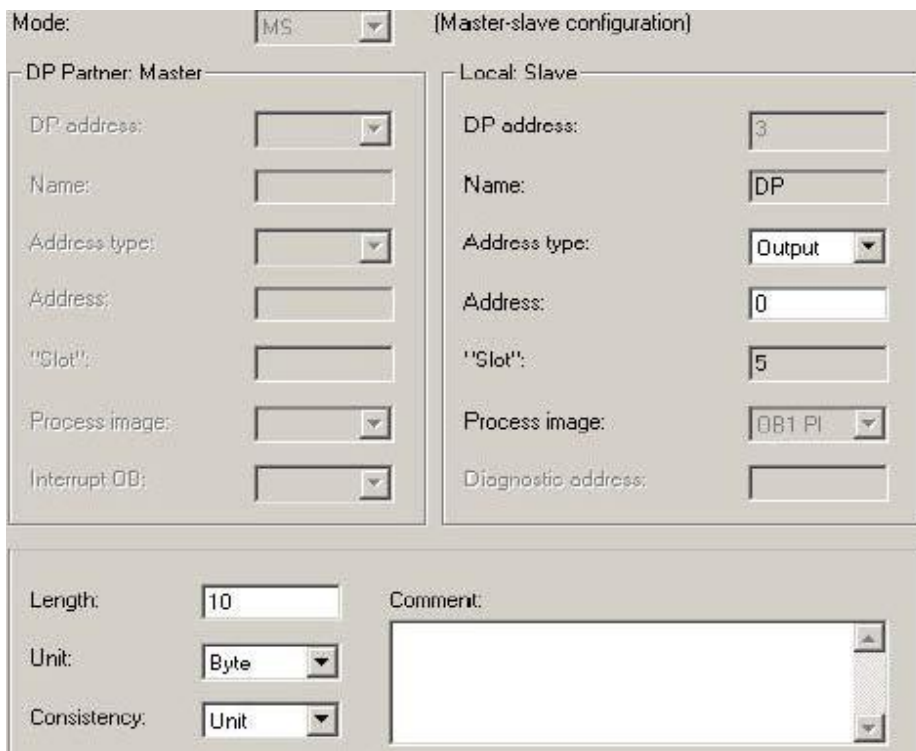 Mode: MS (Master-slave configuration)
DP Partner: Master
DP address:
Name:
Address type:
Address:
"Slot":
Process image:
Interrupt OB:
Local: Slave
DP address: 3
Name: DP
Address type: Output
Address: 0
"Slot": 5
Process image: OB1 PI
Diagnostic address:
Length: 10
Unit: Byte
Consistency: Unit
Comment: